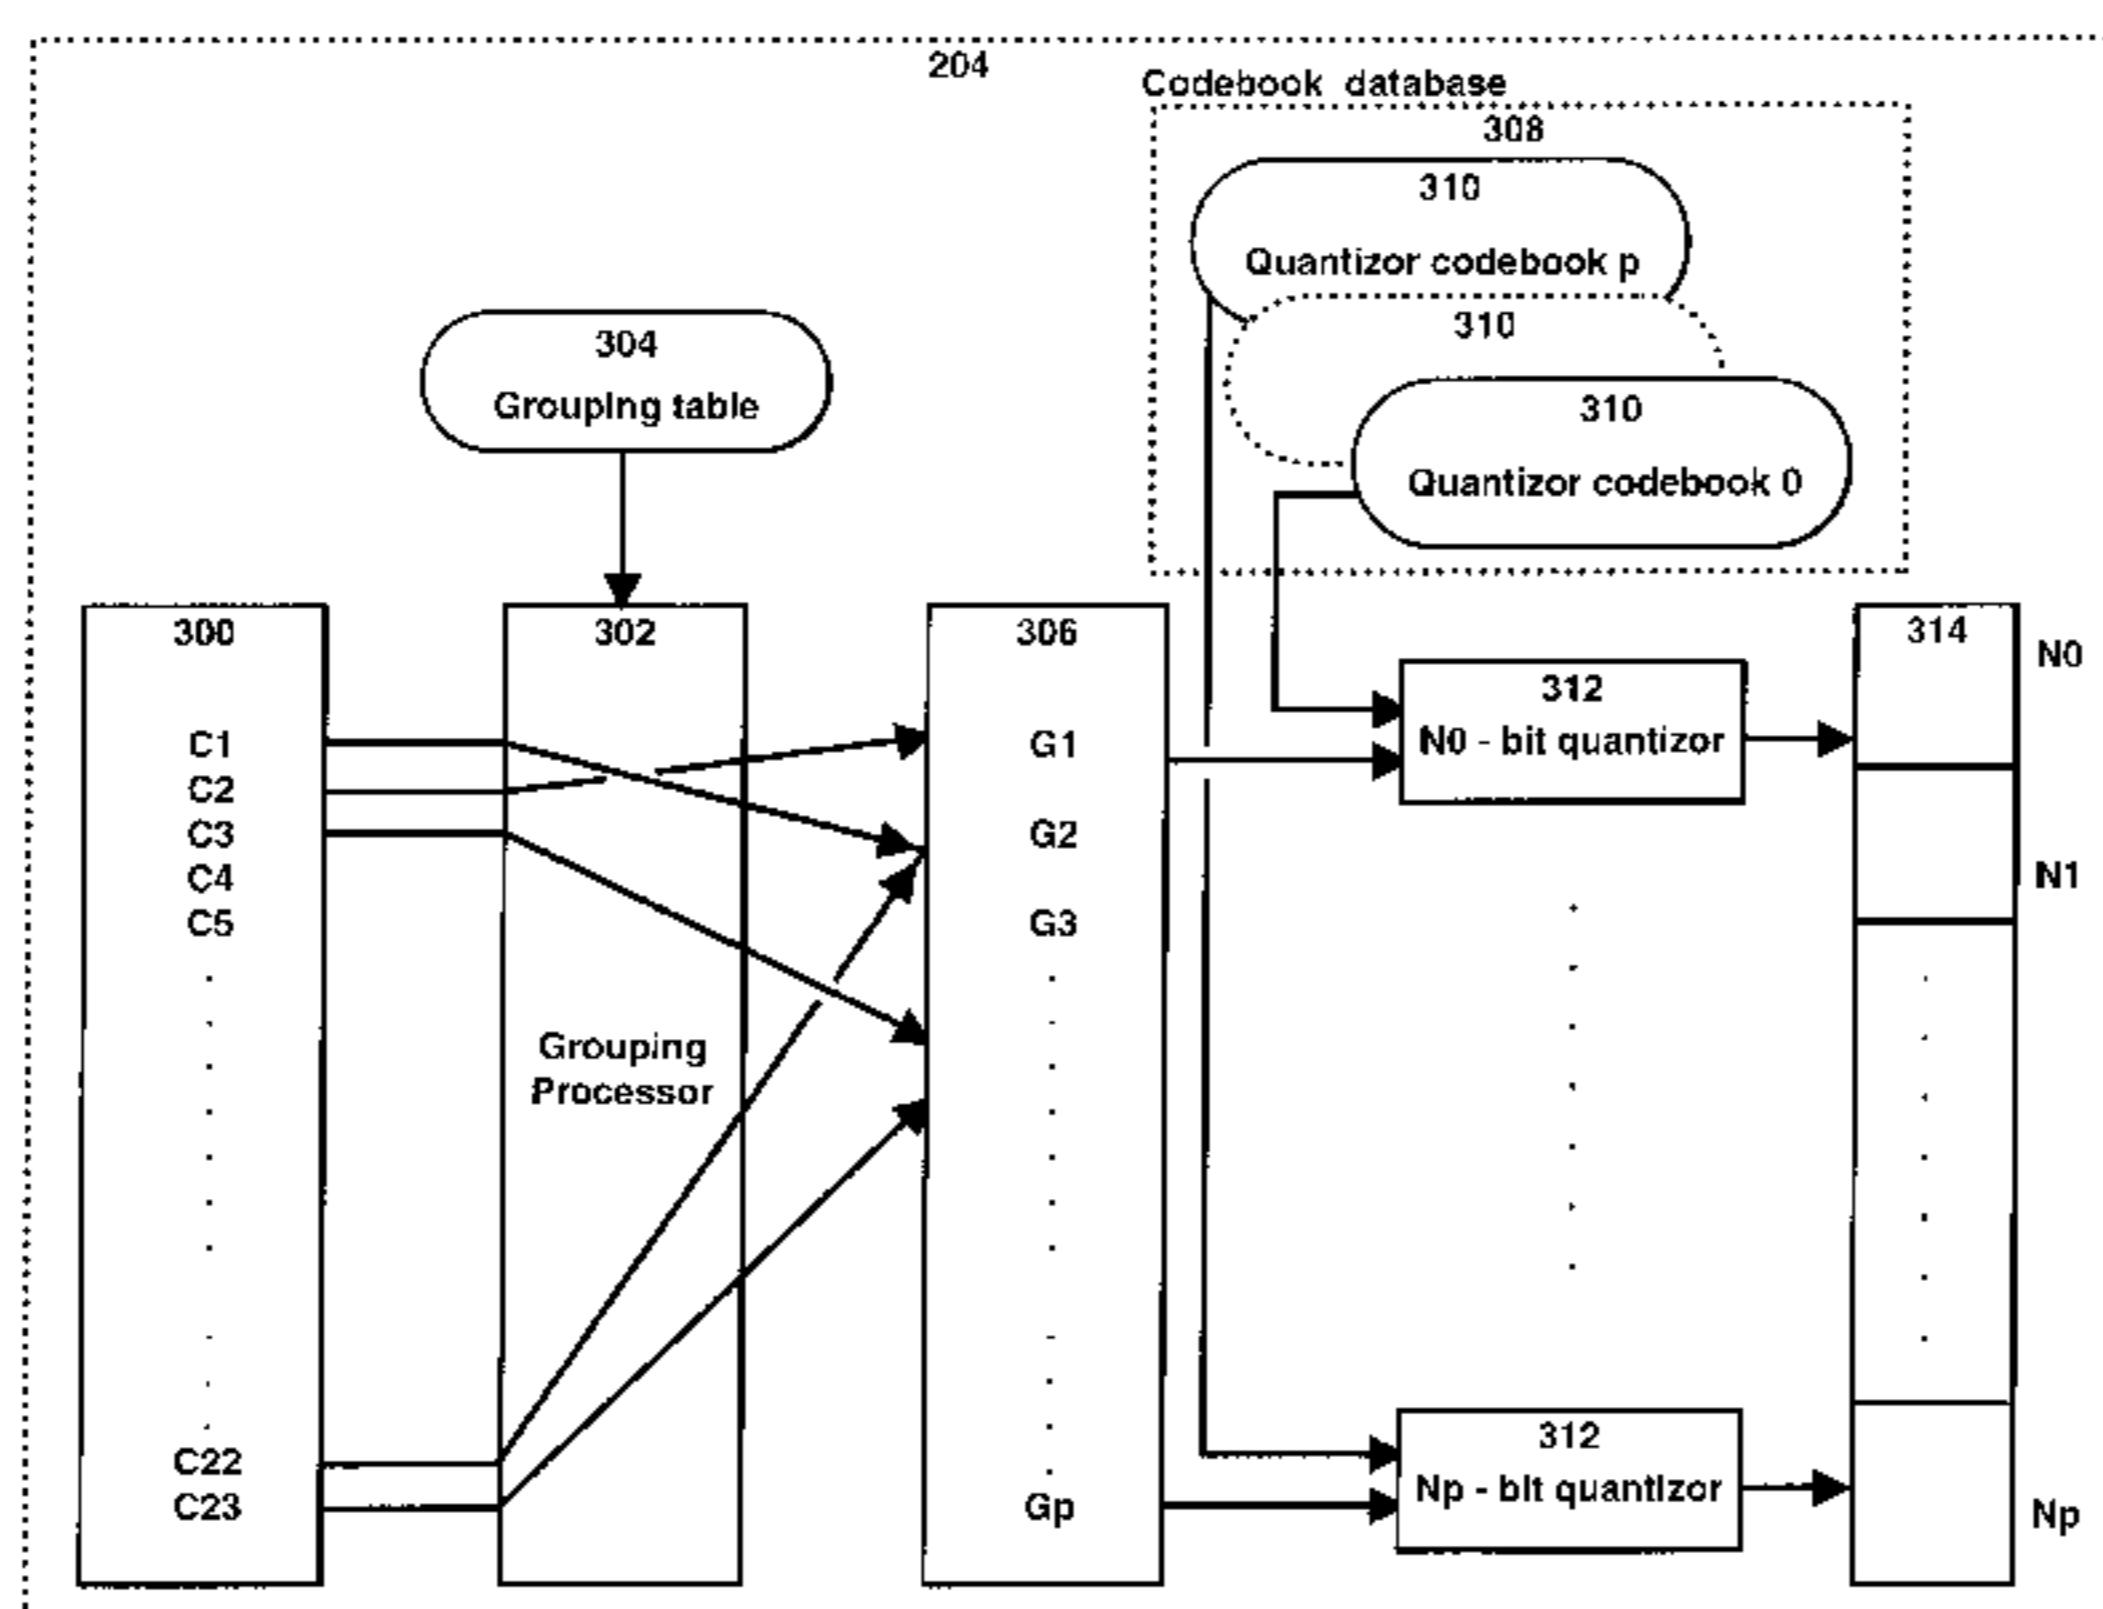 204
Codebook database
308
310
Quantizor codebook p
310
310
Quantizor codebook 0
304
Grouping table
300
C1
C2
C3
C4
C5
C22
C23
302
Grouping
Processor
306
G1
G2
G3
Gp
312
N0 - bit quantizor
312
Np - bit quantizor
314
N0
N1
Np